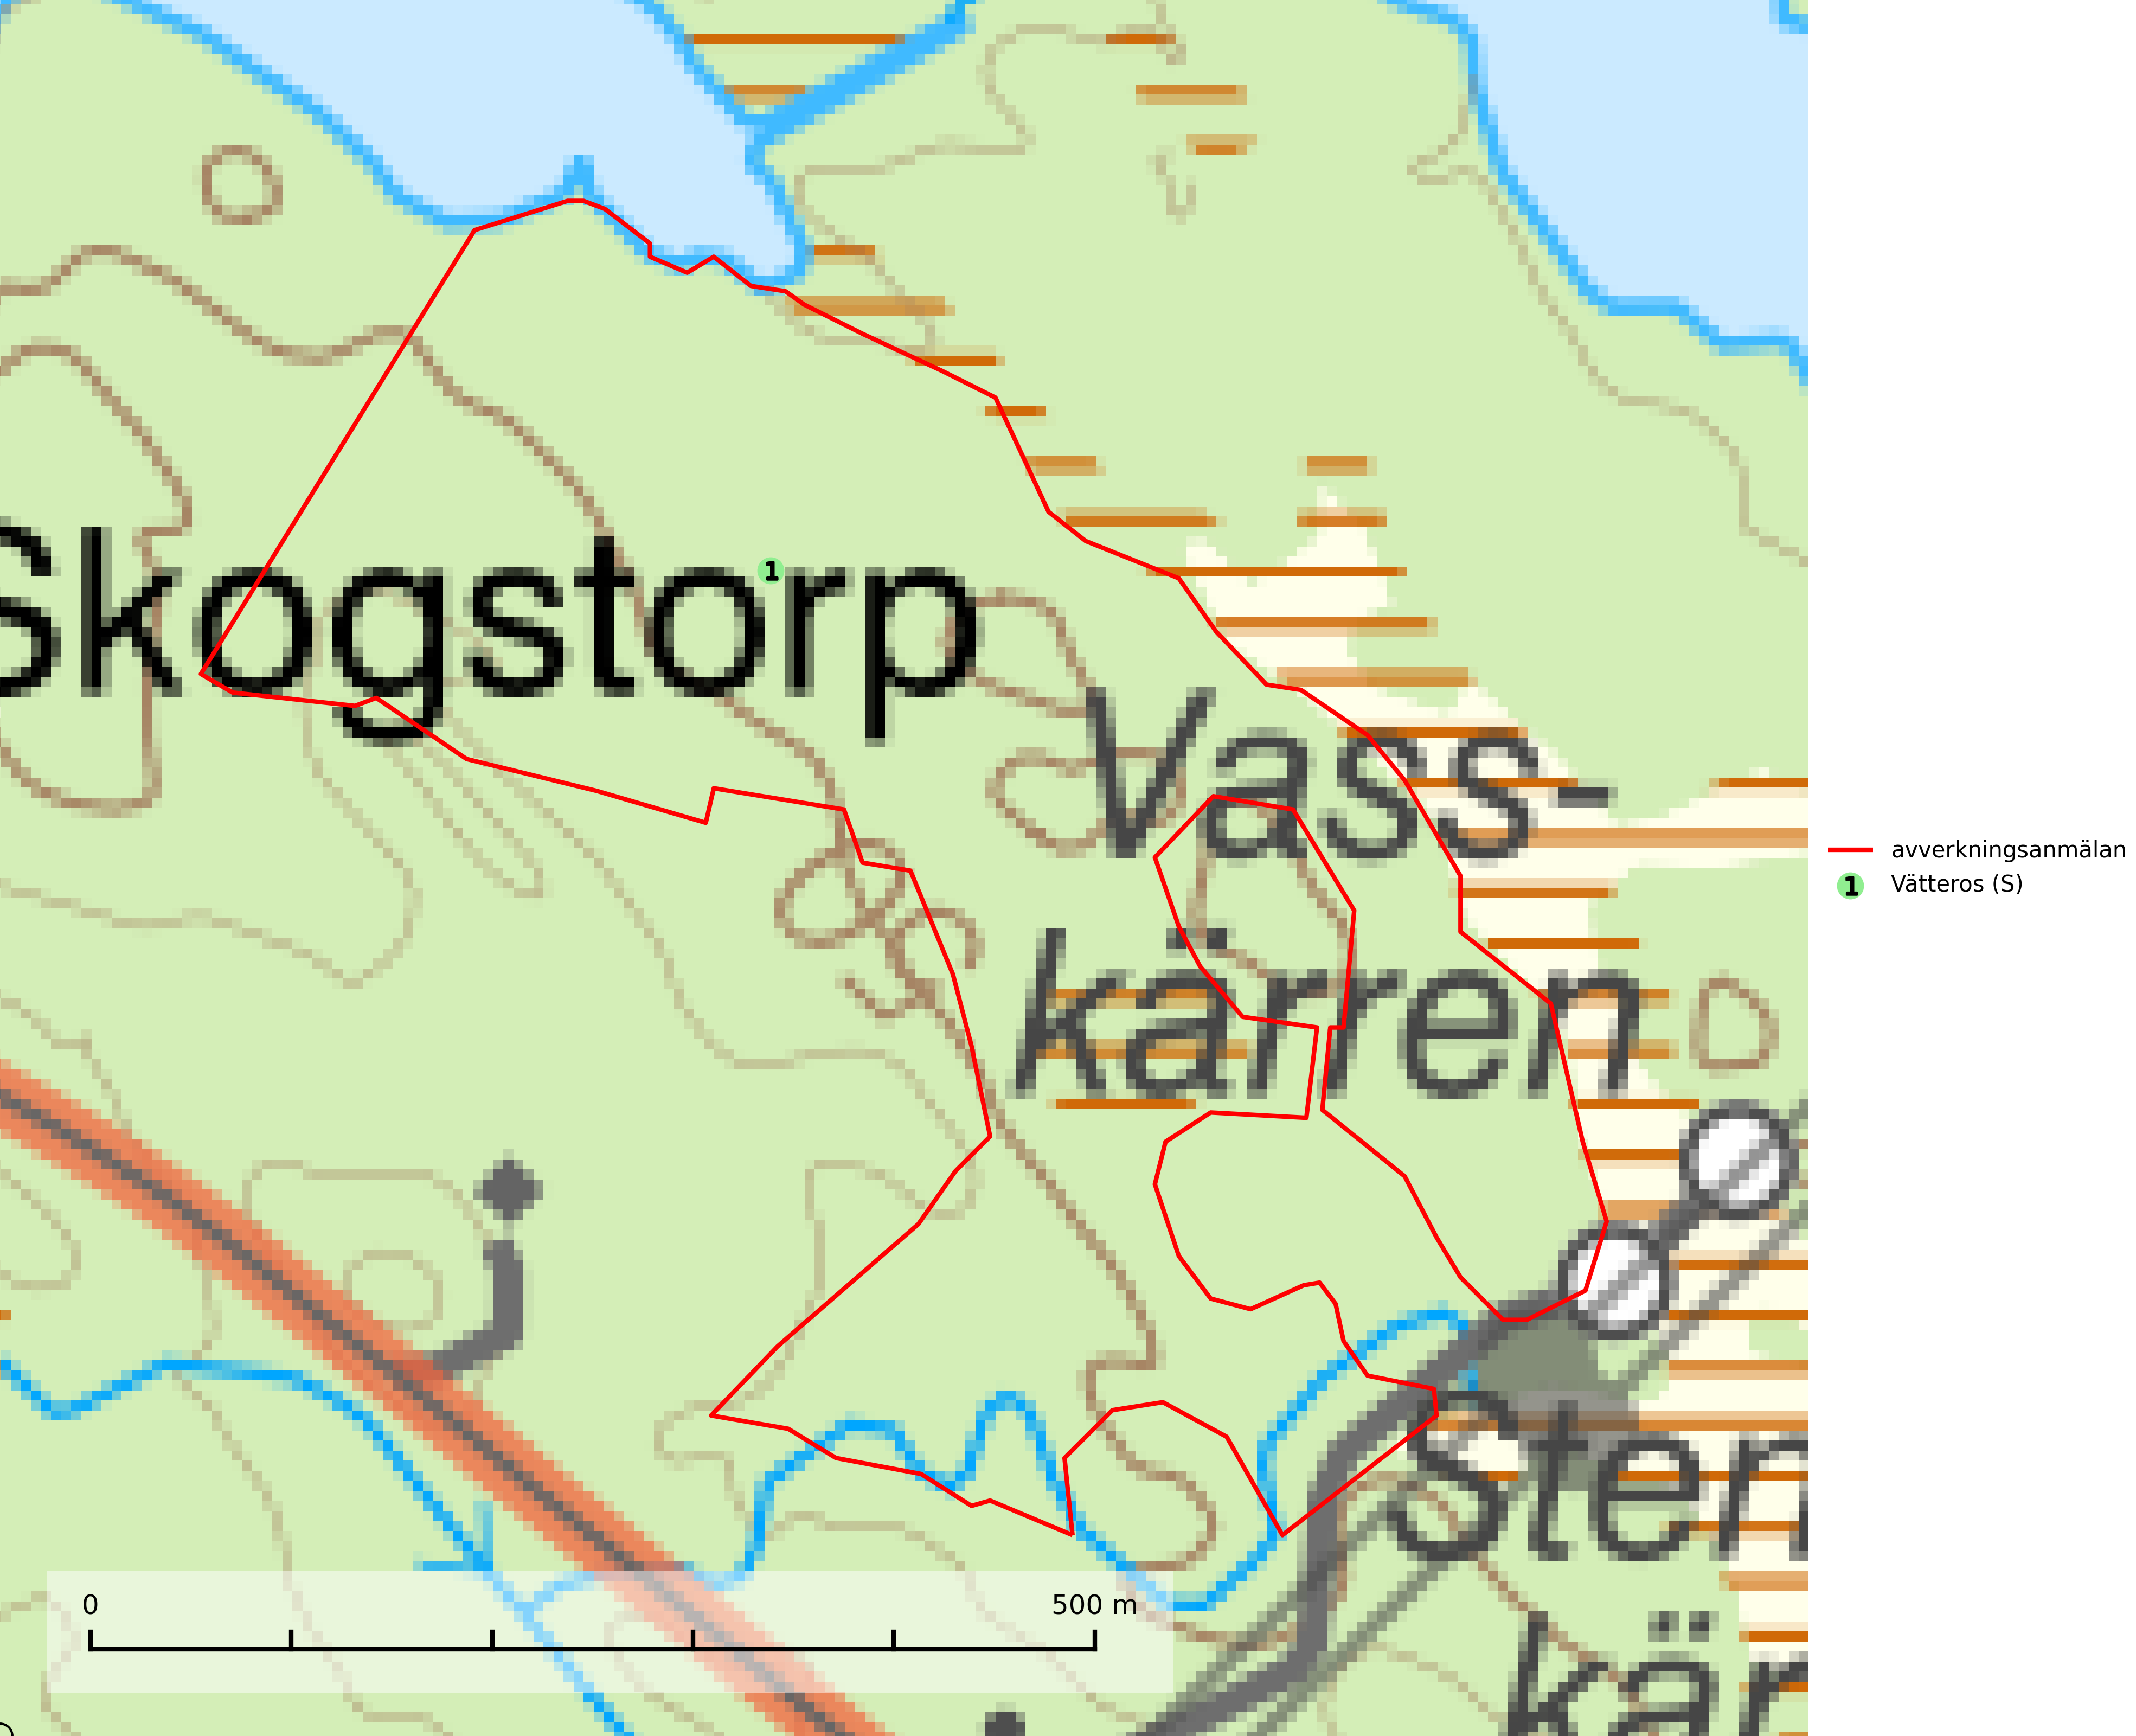 Skogstorp
1
Vass-
kärren
Sten
kär
0
500 m
avverkningsanmälan
1 Vätteros (S)